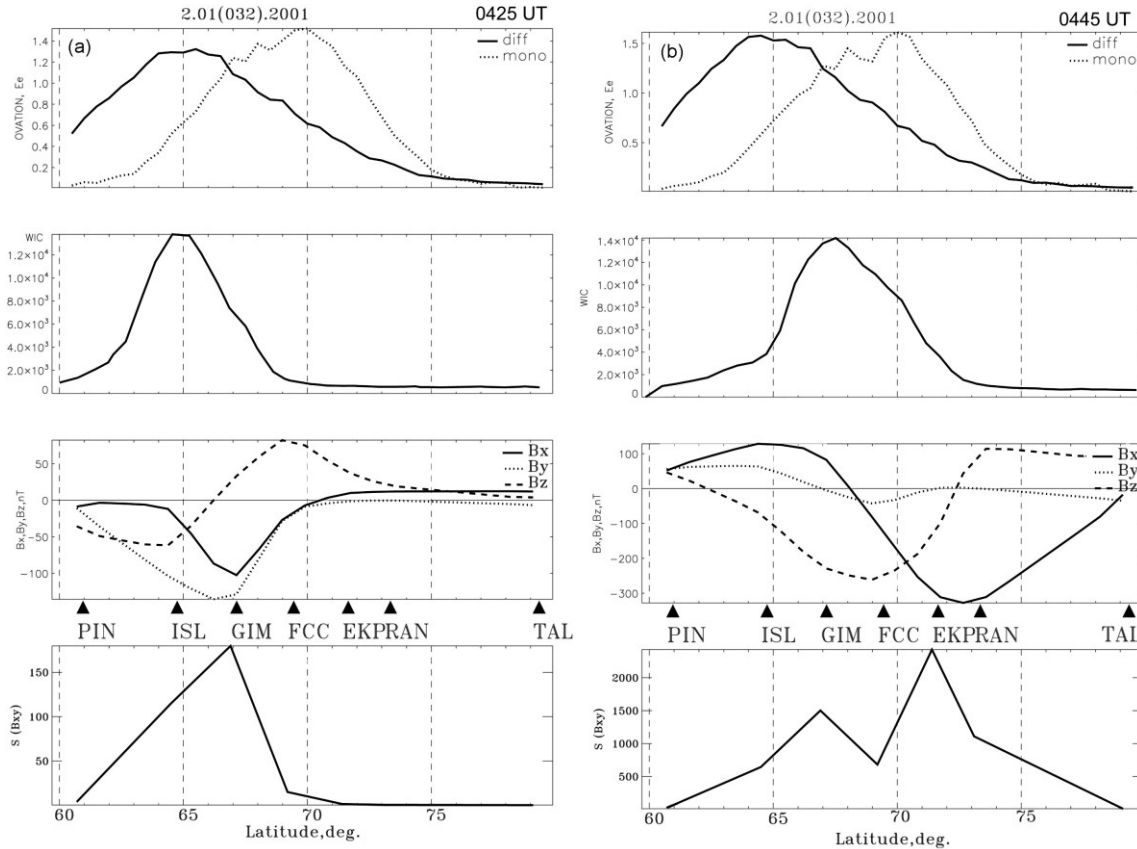 2.01(032).2001 0425 UT
(a)
diff
mono
OVATION, Ee
1.4
1.2
1.0
0.8
0.6
0.4
0.2
WIC
1.2×10⁴
1.0×10⁴
8.0×10³
6.0×10³
4.0×10³
2.0×10³
0
Bx,By,Bz,nT
50
0
−50
−100
Bx
By
Bz
PIN ISL GIM FCC EKPRAN TAL
S (Bxy)
150
100
50
60 65 70 75
Latitude,deg.
2.01(032).2001 0445 UT
(b)
diff
mono
OVATION, Ee
1.5
1.0
0.5
WIC
1.4×10⁴
1.2×10⁴
1.0×10⁴
8.0×10³
6.0×10³
4.0×10³
2.0×10³
0
Bx,By,Bz,nT
100
0
−100
−200
−300
Bx
By
Bz
PIN ISL GIM FCC EKPRAN TAL
S (Bxy)
2000
1500
1000
500
60 65 70 75
Latitude,deg.